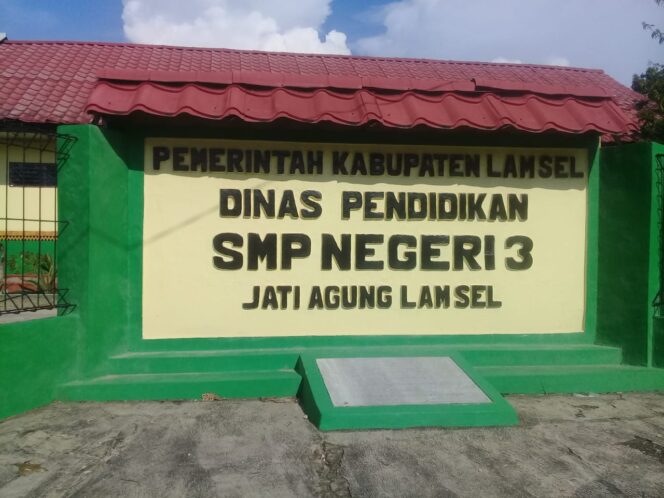 PEMERINTAH KABUPATEN LAMSEL
DINAS PENDIDIKAN
SMP NEGERI 3
JATI AGUNG LAMSEL